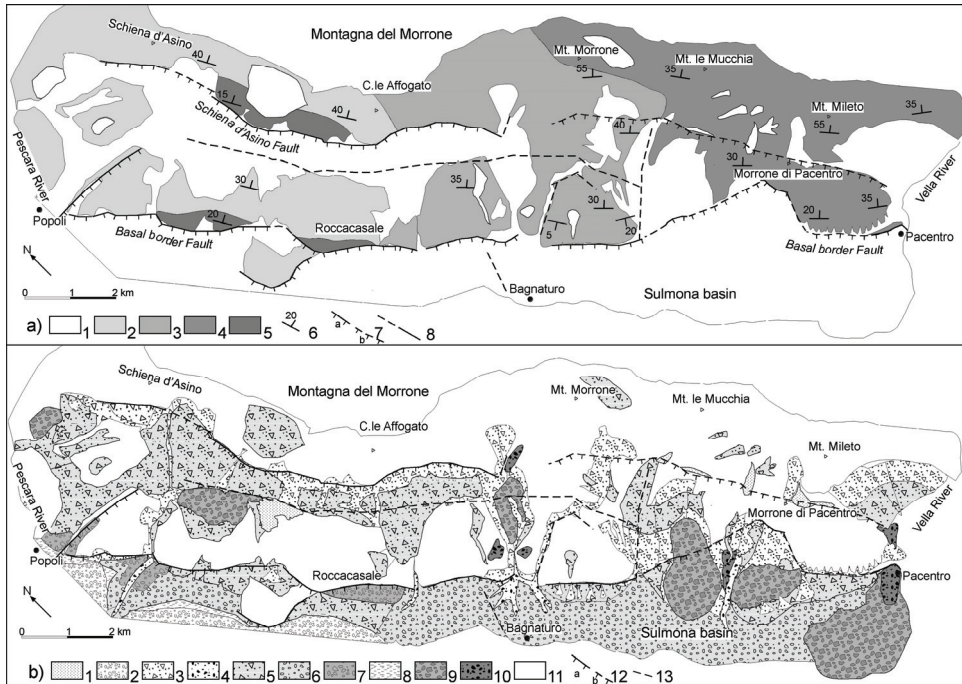 Schiena d'Asino
40
Montagna del Morrone
Mt. Morrone
55
35
Mt. le Mucchia
15
C.le Affogato
40
Mt. Mileto
35
55
Schiena d'Asino Fault
40
Pescara River
30
35
30
Morrone di Pacentro
Vella River
30
20
20
35
Popoli
5
20
Basal border Fault
Roccacasale
Basal border Fault
Pacentro
N
0 1 2 km
Bagnaturo
Sulmona basin
a) 1 2 3 4 5 20 6 a b 7 8
Schiena d'Asino
Montagna del Morrone
Mt. Morrone
Mt. le Mucchia
C.le Affogato
Mt. Mileto
Pescara River
Vella River
Morrone di Pacentro
Popoli
Roccacasale
Pacentro
N
0 1 2 km
Bagnaturo
Sulmona basin
b) 1 2 3 4 5 6 7 8 9 10 11 a b 12 13